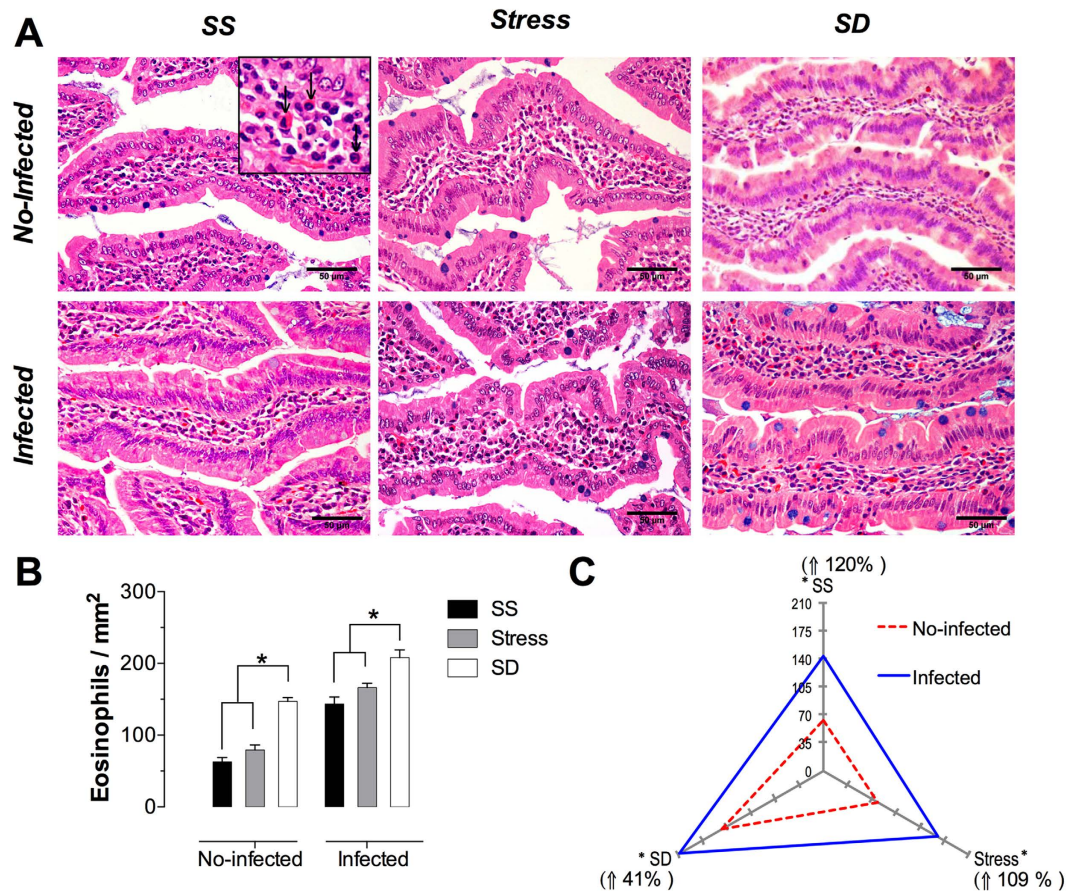 A
SS
Stress
SD
No-Infected
50 µm
50 µm
50 µm
Infected
50 µm
50 µm
50 µm
B
Eosinophils / mm²
300
200
100
0
*
*
SS
Stress
SD
No-infected
Infected
C
(⇑ 120% )
* SS
210
175
140
105
70
35
0
No-infected
Infected
* SD
(⇑ 41%)
Stress*
(⇑ 109 % )